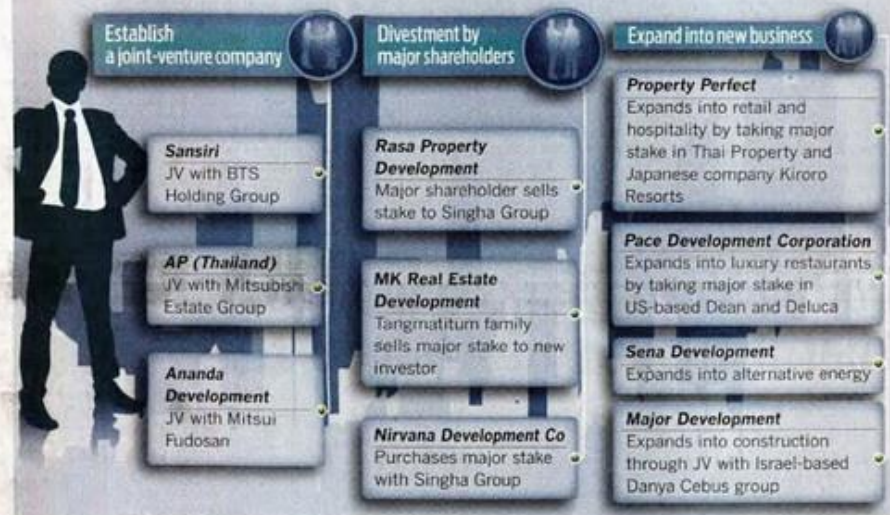 Establish
a joint-venture company
Sansiri
JV with BTS
Holding Group
AP (Thailand)
JV with Mitsubishi
Estate Group
Ananda
Development
JV with Mitsui
Fudosan
Divestment by
major shareholders
Rasa Property
Development
Major shareholder sells
stake to Singha Group
MK Real Estate
Development
Tangmatitum family
sells major stake to new
investor
Nirvana Development Co
Purchases major stake
with Singha Group
Expand into new business
Property Perfect
Expands into retail and
hospitality by taking major
stake in Thai Property and
Japanese company Kiroro
Resorts
Pace Development Corporation
Expands into luxury restaurants
by taking major stake in
US-based Dean and Deluca
Sena Development
Expands into alternative energy
Major Development
Expands into construction
through JV with Israel-based
Danya Cebus group